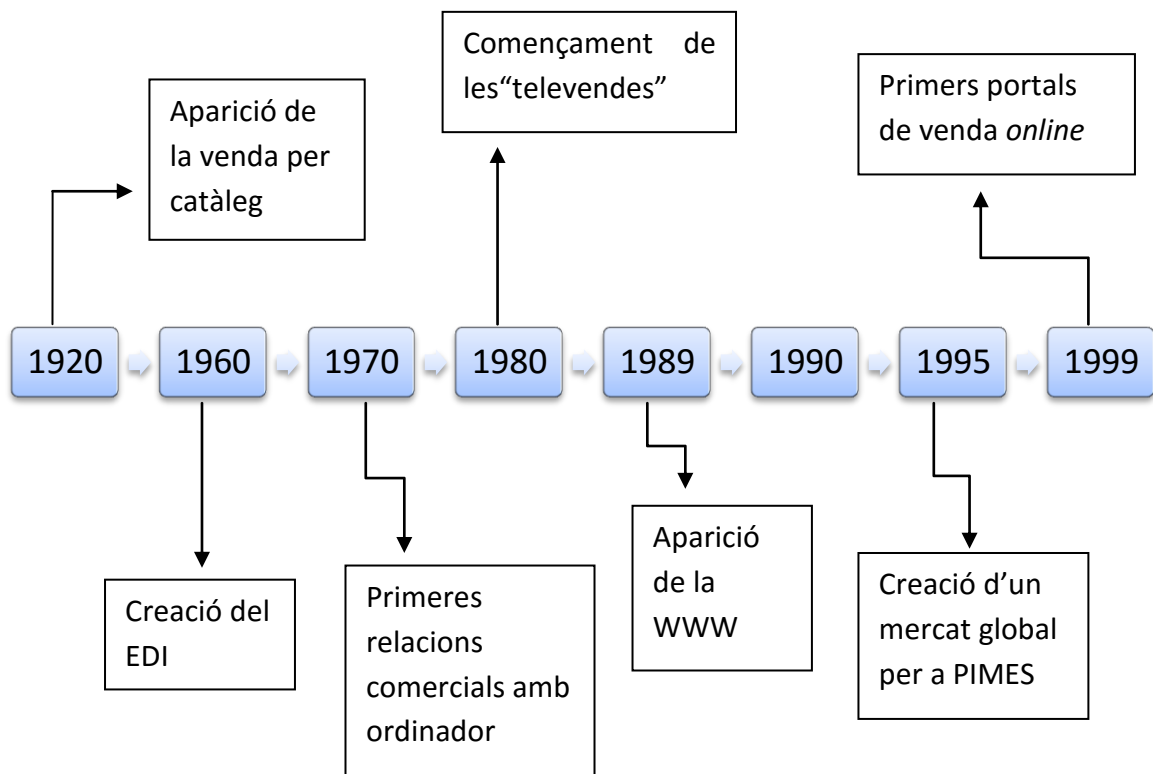 Començament de
les“televendes”
Aparició de
la venda per
catàleg
Primers portals
de venda online
1920
1960
1970
1980
1989
1990
1995
1999
Creació del
EDI
Primeres
relacions
comercials amb
ordinador
Aparició
de la
WWW
Creació d’un
mercat global
per a PIMES